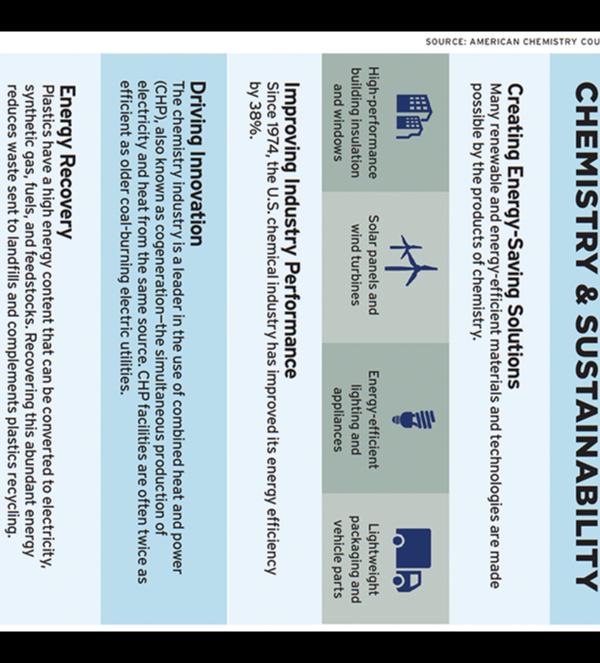 CHEMISTRY & SUSTAINABILITY
Creating Energy-Saving Solutions
Many renewable and energy-efficient materials and technologies are made
possible by the products of chemistry.
High-performance
building insulation
and windows
Solar panels and
wind turbines
Energy-efficient
lighting and
appliances
Lightweight
packaging and
vehicle parts
Improving Industry Performance
Since 1974, the U.S. chemical industry has improved its energy efficiency
by 38%.
Driving Innovation
The chemistry industry is a leader in the use of combined heat and power
(CHP), also known as cogeneration—the simultaneous production of
electricity and heat from the same source. CHP facilities are often twice as
efficient as older coal-burning electric utilities.
Energy Recovery
Plastics have a high energy content that can be converted to electricity,
synthetic gas, fuels, and feedstocks. Recovering this abundant energy
reduces waste sent to landfills and complements plastics recycling.
SOURCE: AMERICAN CHEMISTRY COU